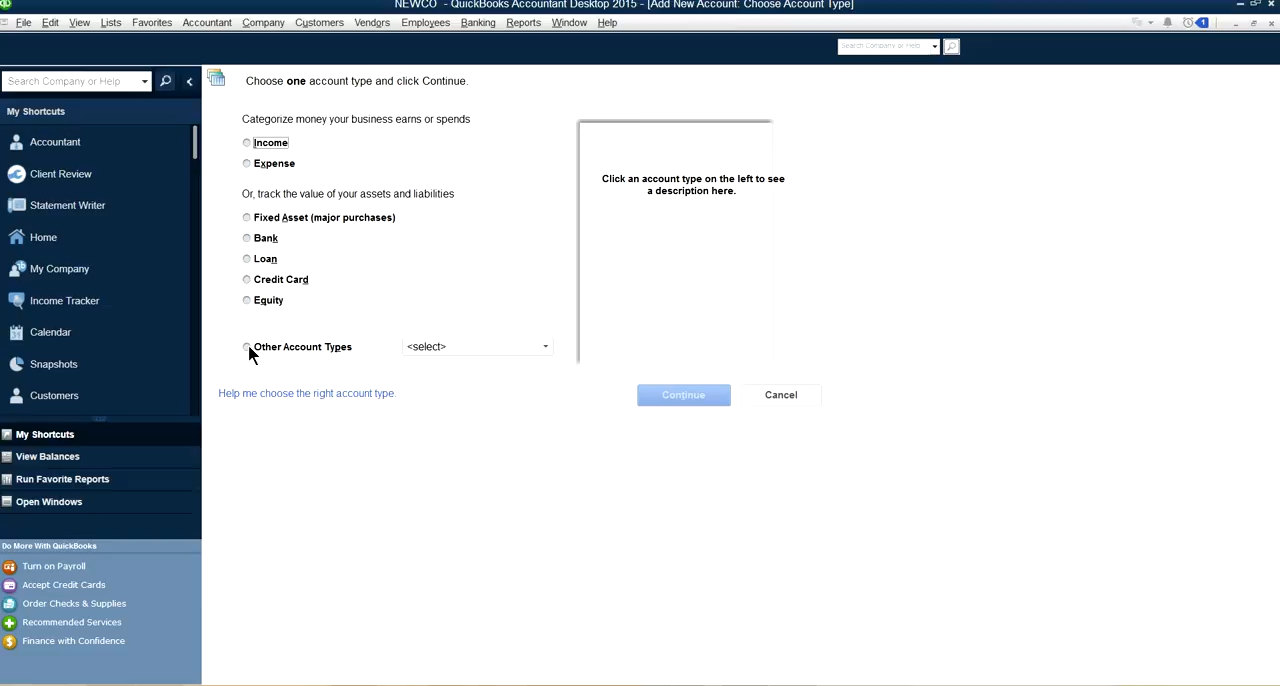 NEWCO - QuickBooks Accountant Desktop 2015 - [Add New Account: Choose Account Type]
File Edit View Lists Favorites Accountant Company Customers Vendors Employees Banking Reports Window Help
1
Search Company or Help
Search Company or Help
My Shortcuts
Accountant
Client Review
Statement Writer
Home
My Company
Income Tracker
Calendar
Snapshots
Customers
My Shortcuts
View Balances
Run Favorite Reports
Open Windows
Do More With QuickBooks
Turn on Payroll
Accept Credit Cards
Order Checks & Supplies
Recommended Services
Finance with Confidence
Choose one account type and click Continue.
Categorize money your business earns or spends
Income
Expense
Or, track the value of your assets and liabilities
Fixed Asset (major purchases)
Bank
Loan
Credit Card
Equity
Other Account Types <select>
Help me choose the right account type.
Click an account type on the left to see
a description here.
Continue Cancel